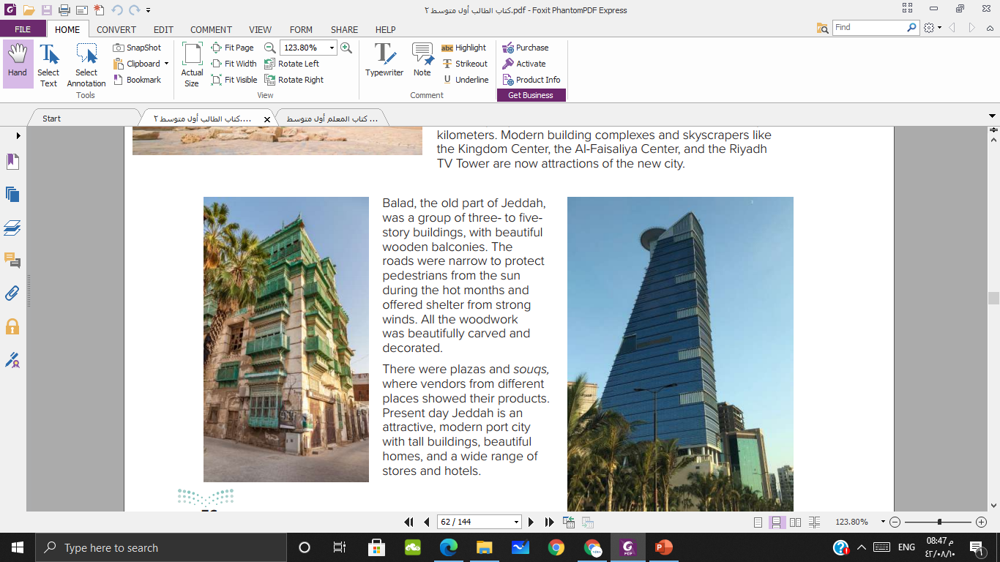 كتاب الطالب أول متوسط ٢.pdf - Foxit PhantomPDF Express
FILE HOME CONVERT EDIT COMMENT VIEW FORM SHARE HELP
Find
Hand
Select Text
Select Annotation
SnapShot
Clipboard
Bookmark
Tools
Actual Size
Fit Page
Fit Width
Fit Visible
123.80%
Rotate Left
Rotate Right
View
Typewriter
Note
abc Highlight
Strikeout
Underline
Comment
Purchase
Activate
Product Info
Get Business
Start
كتاب الطالب أول متوسط ٢....
كتاب المعلم أول متوسط ...
kilometers. Modern building complexes and skyscrapers like
the Kingdom Center, the Al-Faisaliya Center, and the Riyadh
TV Tower are now attractions of the new city.
Balad, the old part of Jeddah,
was a group of three- to five-
story buildings, with beautiful
wooden balconies. The
roads were narrow to protect
pedestrians from the sun
during the hot months and
offered shelter from strong
winds. All the woodwork
was beautifully carved and
decorated.
There were plazas and souqs,
where vendors from different
places showed their products.
Present day Jeddah is an
attractive, modern port city
with tall buildings, beautiful
homes, and a wide range of
stores and hotels.
62 / 144
123.80%
Type here to search
ENG
08:47 م
٤٢/٠٨/١٠